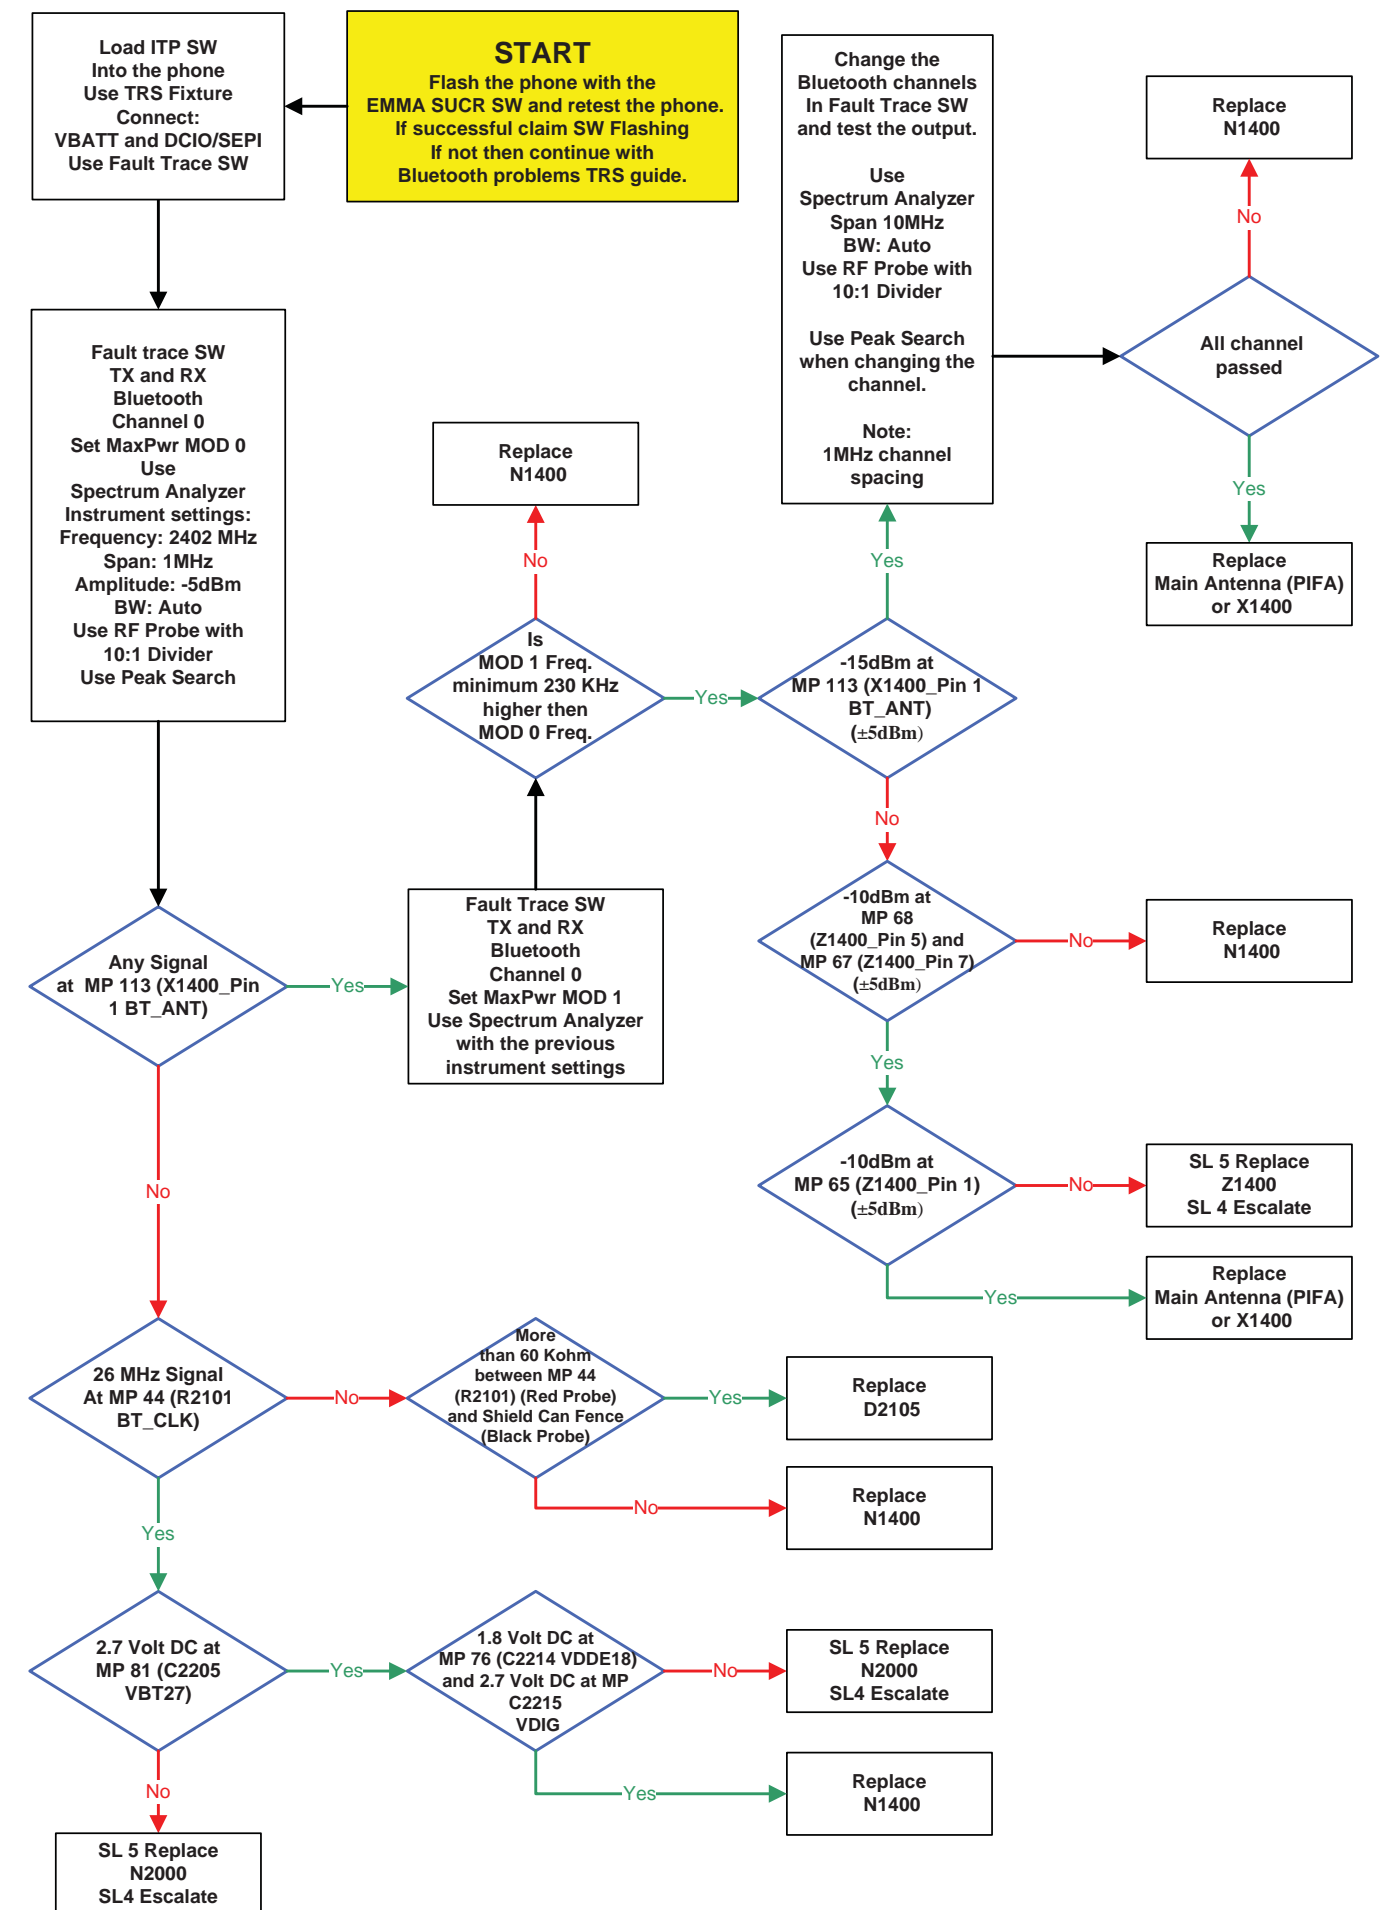 START
Flash the phone with the
EMMA SUCR SW and retest the phone.
If successful claim SW Flashing
If not then continue with
Bluetooth problems TRS guide.
Load ITP SW
Into the phone
Use TRS Fixture
Connect:
VBATT and DCIO/SEPI
Use Fault Trace SW
Fault trace SW
TX and RX
Bluetooth
Channel 0
Set MaxPwr MOD 0
Use
Spectrum Analyzer
Instrument settings:
Frequency: 2402 MHz
Span: 1MHz
Amplitude: -5dBm
BW: Auto
Use RF Probe with
10:1 Divider
Use Peak Search
Any Signal
at MP 113 (X1400_Pin
1 BT_ANT)
Yes
No
Fault Trace SW
TX and RX
Bluetooth
Channel 0
Set MaxPwr MOD 1
Use Spectrum Analyzer
with the previous
instrument settings
Is
MOD 1 Freq.
minimum 230 KHz
higher then
MOD 0 Freq.
No
Replace
N1400
Yes
-15dBm at
MP 113 (X1400_Pin 1
BT_ANT)
(±5dBm)
Yes
Change the
Bluetooth channels
In Fault Trace SW
and test the output.
Use
Spectrum Analyzer
Span 10MHz
BW: Auto
Use RF Probe with
10:1 Divider
Use Peak Search
when changing the
channel.
Note:
1MHz channel
spacing
All channel
passed
No
Replace
N1400
Yes
Replace
Main Antenna (PIFA)
or X1400
No
-10dBm at
MP 68
(Z1400_Pin 5) and
MP 67 (Z1400_Pin 7)
(±5dBm)
No
Replace
N1400
Yes
-10dBm at
MP 65 (Z1400_Pin 1)
(±5dBm)
No
SL 5 Replace
Z1400
SL 4 Escalate
Yes
Replace
Main Antenna (PIFA)
or X1400
26 MHz Signal
At MP 44 (R2101
BT_CLK)
No
More
than 60 Kohm
between MP 44
(R2101) (Red Probe)
and Shield Can Fence
(Black Probe)
Yes
Replace
D2105
No
Replace
N1400
Yes
2.7 Volt DC at
MP 81 (C2205
VBT27)
Yes
1.8 Volt DC at
MP 76 (C2214 VDDE18)
and 2.7 Volt DC at MP
C2215
VDIG
No
SL 5 Replace
N2000
SL4 Escalate
Yes
Replace
N1400
No
SL 5 Replace
N2000
SL4 Escalate